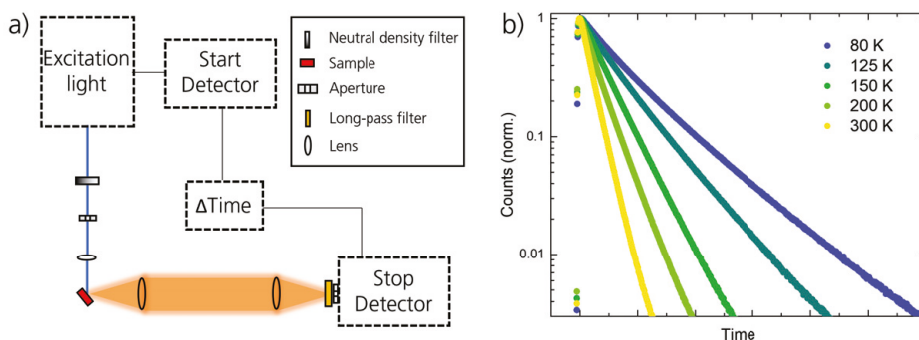 a)
Excitation
light
Start
Detector
ΔTime
Stop
Detector
Neutral density filter
Sample
Aperture
Long-pass filter
Lens
b)
Counts (norm.)
1
0.1
0.01
80 K
125 K
150 K
200 K
300 K
Time